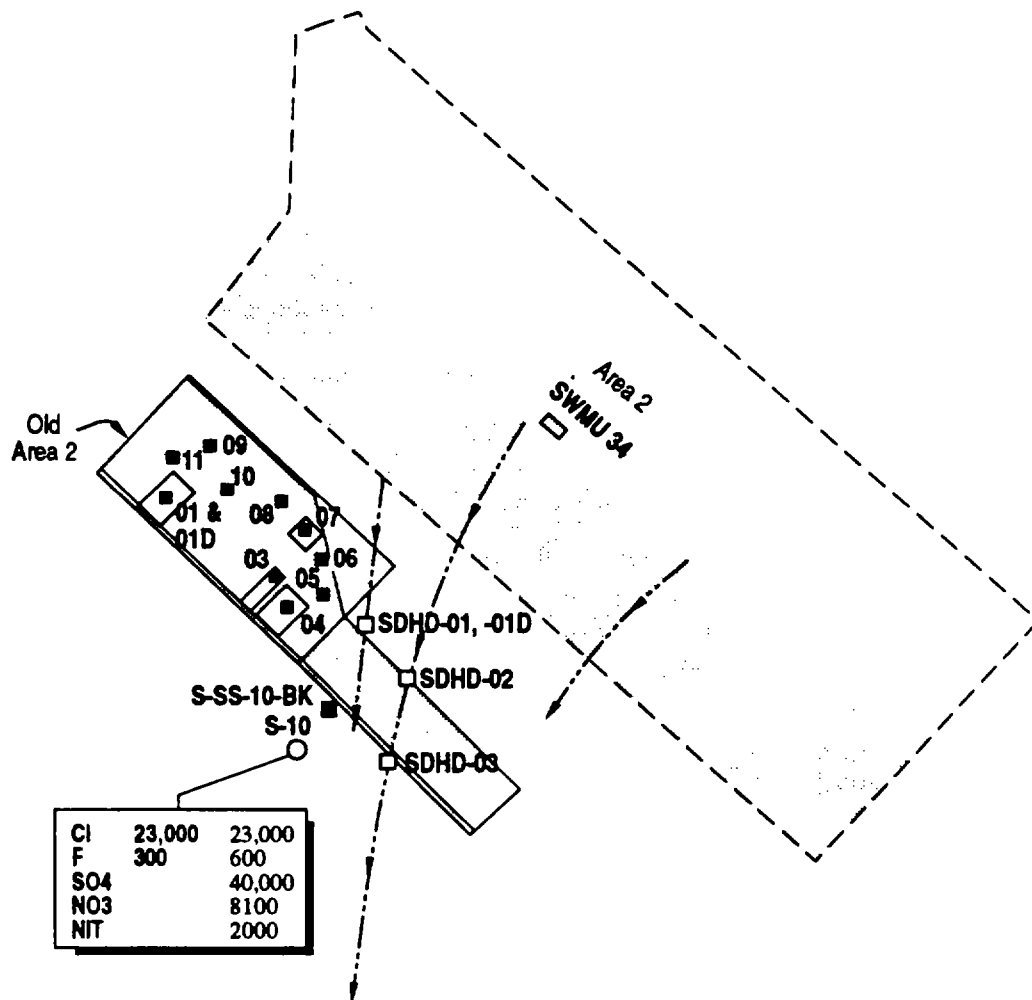 Area 2
SWMU 34
Old
Area 2
09
11
10
01 &
01D
08
07
03
06
05
04
SDHD-01, -01D
SDHD-02
S-SS-10-BK
S-10
SDHD-03
Cl 23,000 23,000
F 300 600
SO4 40,000
NO3 8100
NIT 2000